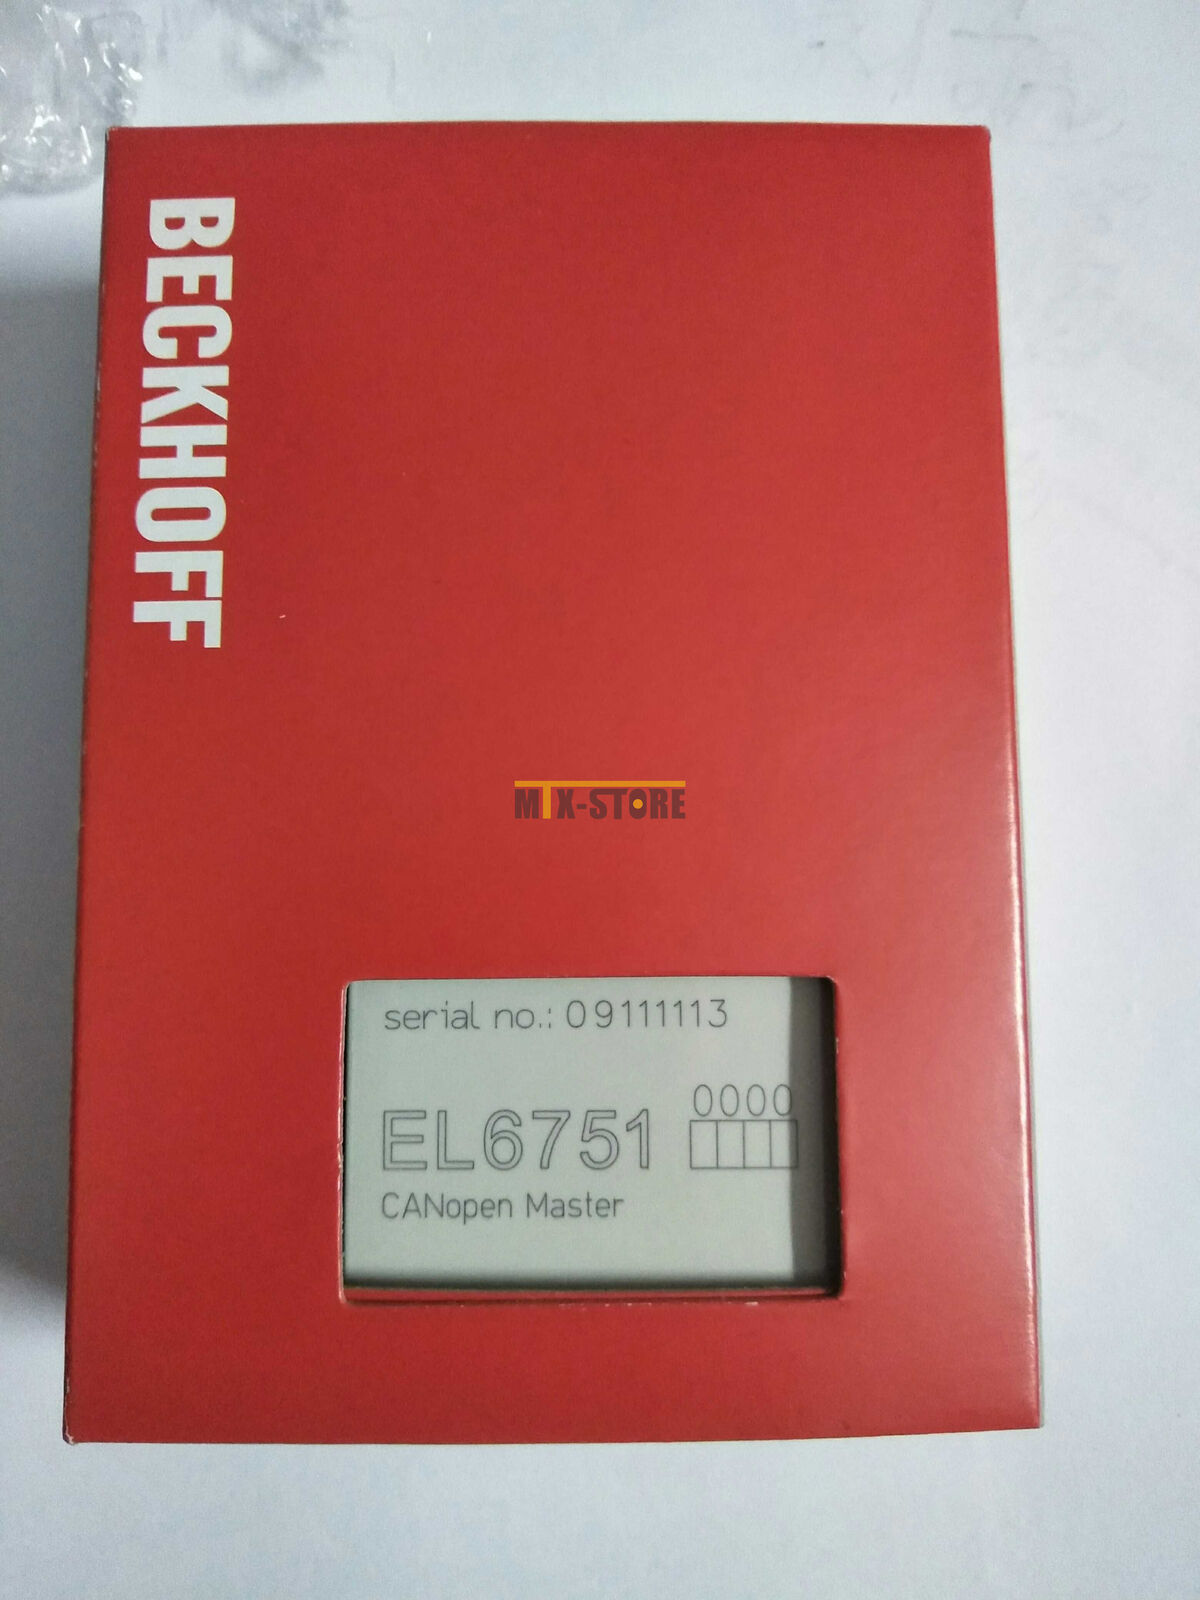 BECKHOFF
MTX-STORE
serial no.: 09111113
0000
EL6751
CANopen Master